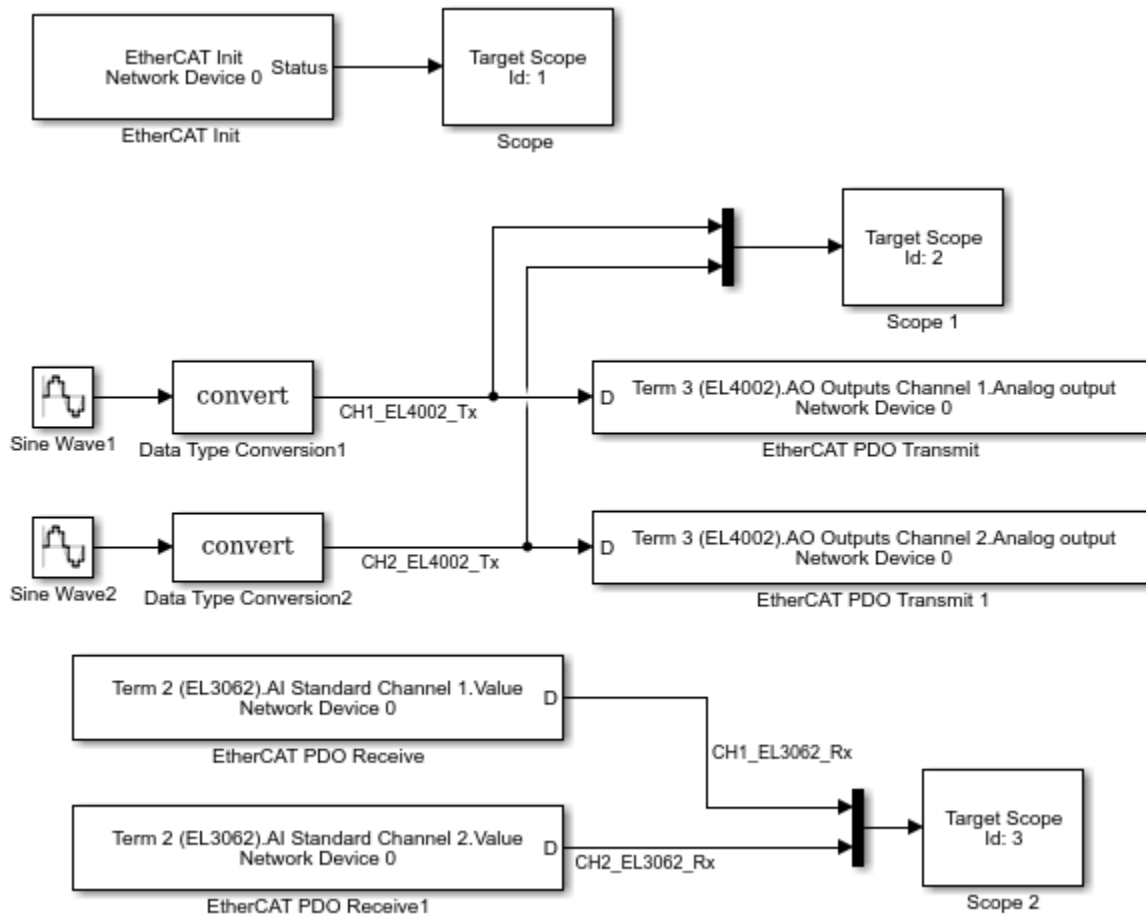 EtherCAT Init
Network Device 0
Status
EtherCAT Init
Target Scope
Id: 1
Scope
Target Scope
Id: 2
Scope 1
Sine Wave1
convert
Data Type Conversion1
CH1_EL4002_Tx
D
Term 3 (EL4002).AO Outputs Channel 1.Analog output
Network Device 0
EtherCAT PDO Transmit
Sine Wave2
convert
Data Type Conversion2
CH2_EL4002_Tx
D
Term 3 (EL4002).AO Outputs Channel 2.Analog output
Network Device 0
EtherCAT PDO Transmit 1
Term 2 (EL3062).AI Standard Channel 1.Value
Network Device 0
D
EtherCAT PDO Receive
CH1_EL3062_Rx
Term 2 (EL3062).AI Standard Channel 2.Value
Network Device 0
D
EtherCAT PDO Receive1
CH2_EL3062_Rx
Target Scope
Id: 3
Scope 2